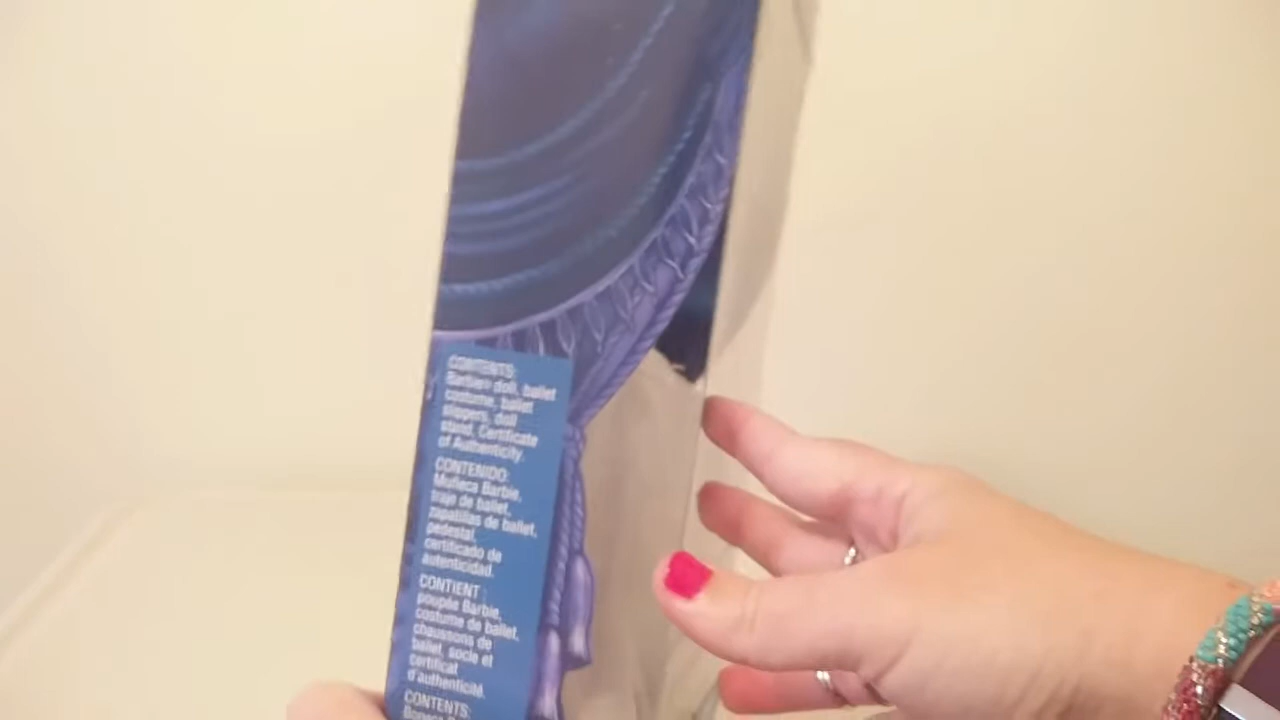 CONTENTS:
Barbie® doll, ballet
costume, ballet
slippers, doll
stand, Certificate
of Authenticity.
CONTENIDO:
Muñeca Barbie,
traje de ballet,
zapatillas de ballet,
pedestal,
certificado de
autenticidad.
CONTIENT :
poupée Barbie,
costume de ballet,
chaussons de
ballet, socle et
certificat
d'authenticité.
CONTENTS: